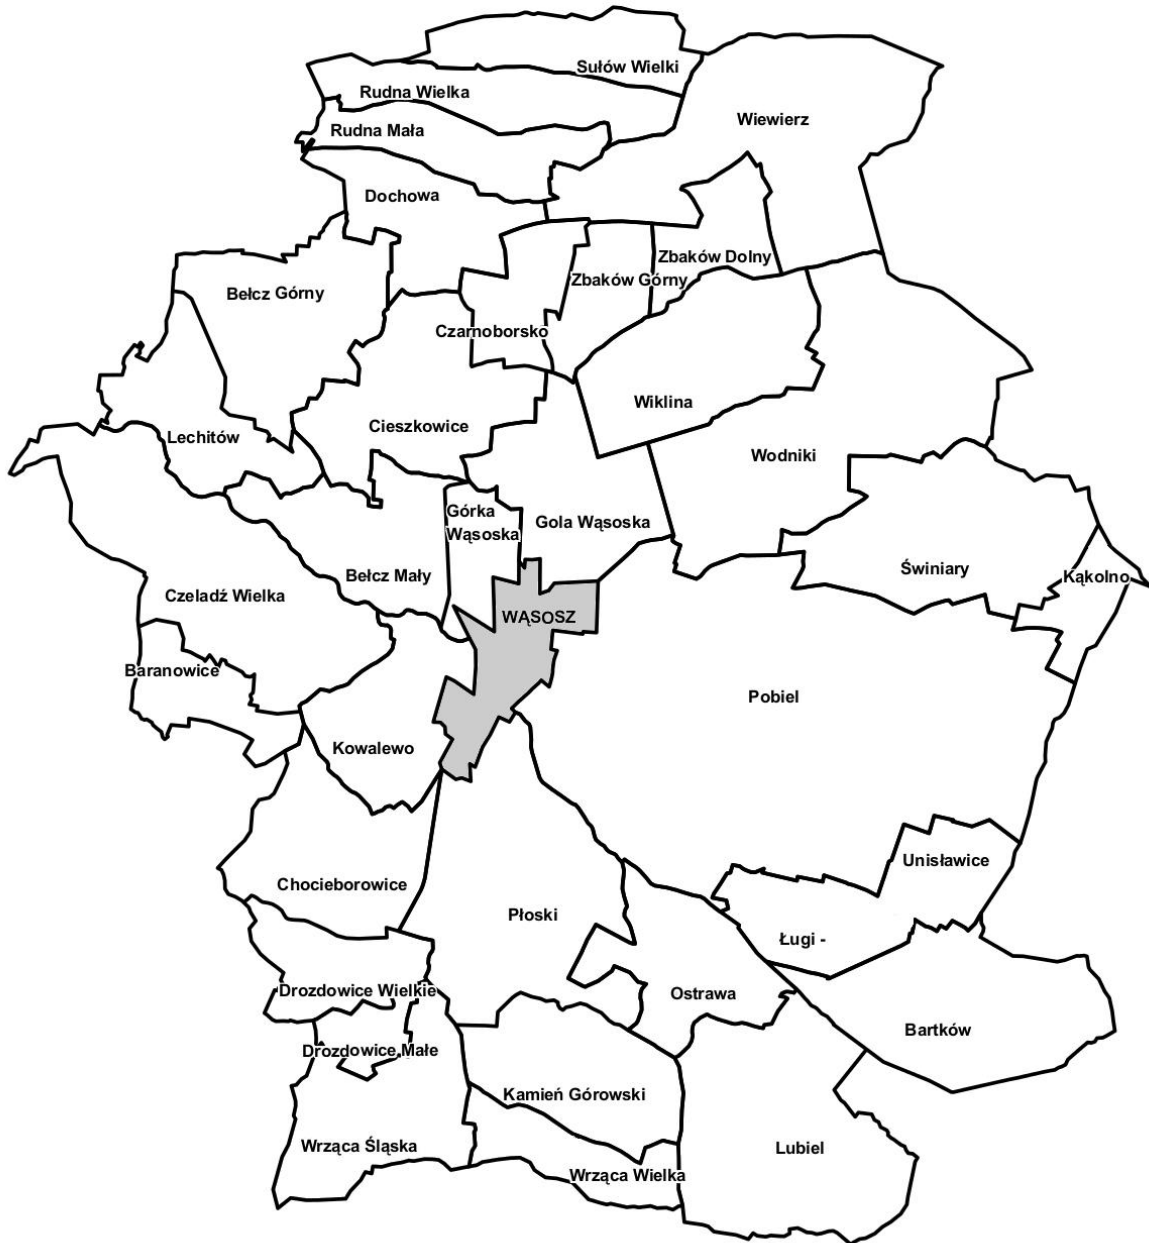 Sułów Wielki
Rudna Wielka
Wiewierz
Rudna Mała
Dochowa
Zbaków Dolny
Zbaków Górny
Bełcz Górny
Czarnoborsko
Wiklina
Cieszkowice
Lechitów
Wodniki
Górka
Wąsoska
Gola Wąsoska
Świniary
Bełcz Mały
Kąkolno
Czeladź Wielka
WĄSOSZ
Baranowice
Pobiel
Kowalewo
Unisławice
Chocieborowice
Płoski
Ługi -
Drozdowice Wielkie
Ostrawa
Bartków
Drozdowice Małe
Kamień Górowski
Wrząca Śląska
Lubiel
Wrząca Wielka